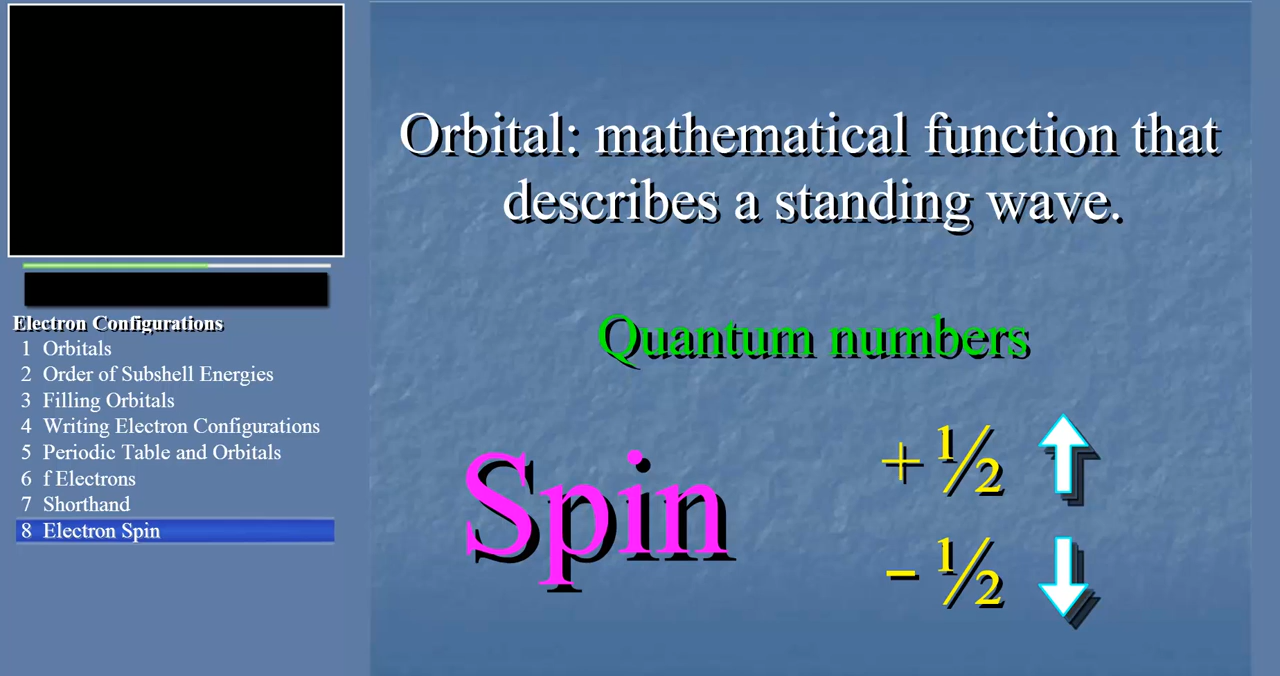 Electron Configurations
1 Orbitals
2 Order of Subshell Energies
3 Filling Orbitals
4 Writing Electron Configurations
5 Periodic Table and Orbitals
6 f Electrons
7 Shorthand
8 Electron Spin
Orbital: mathematical function that
describes a standing wave.
Quantum numbers
Spin
+ ½
– ½